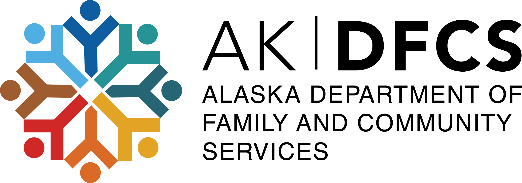 AK | DFCS
ALASKA DEPARTMENT OF
FAMILY AND COMMUNITY
SERVICES